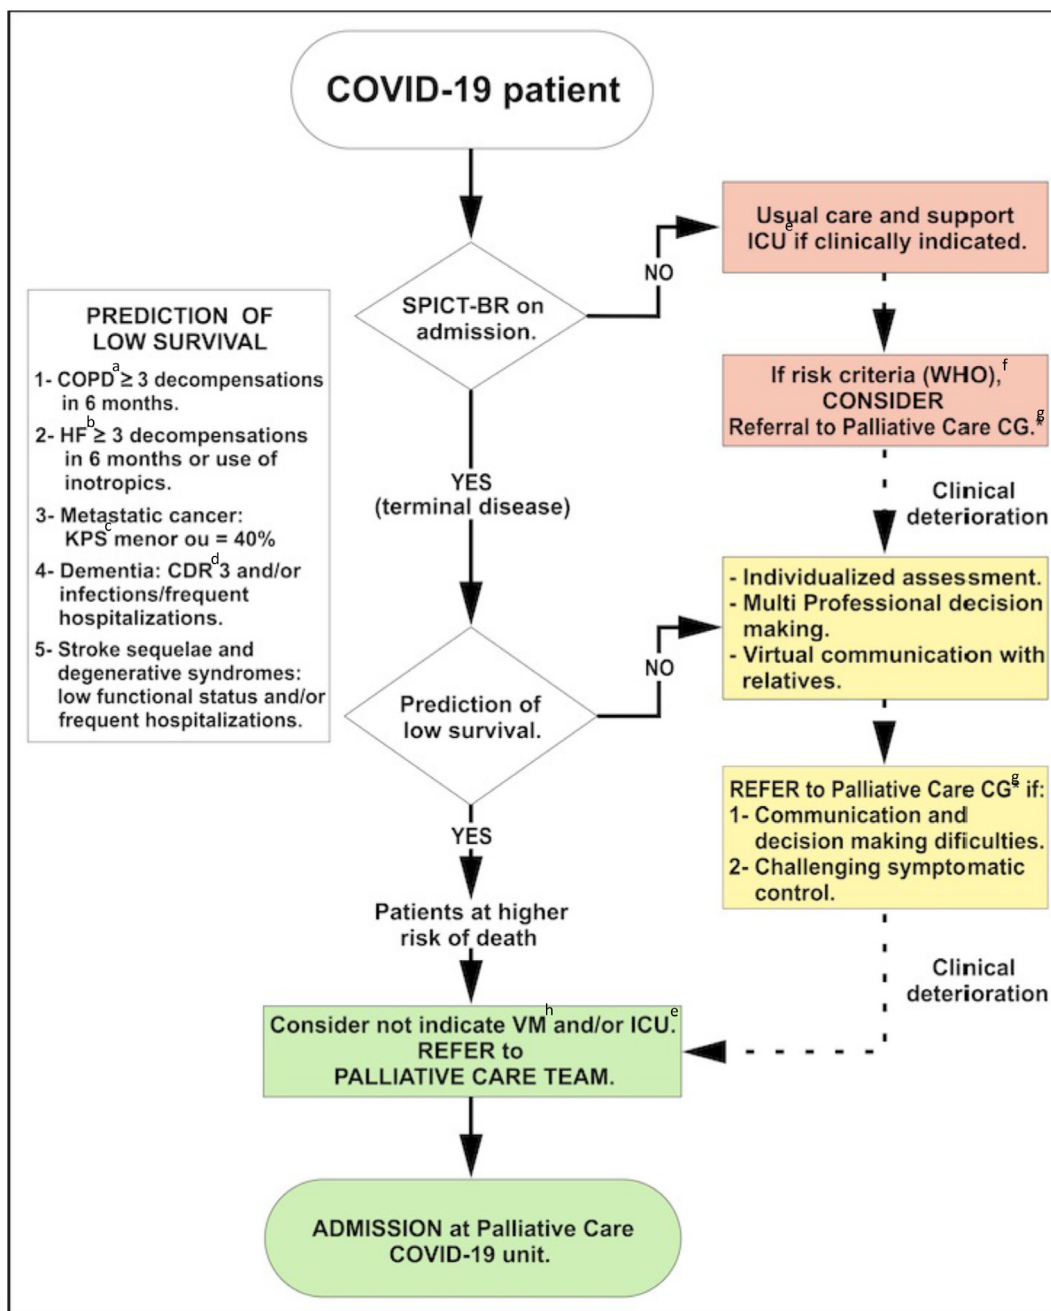 COVID-19 patient
SPICT-BR on
admission.
NO
Usual care and support
ICUe if clinically indicated.
If risk criteria (WHO),f
CONSIDER
Referral to Palliative Care CG.*g
Clinical
deterioration
YES
(terminal disease)
PREDICTION OF
LOW SURVIVAL
1- COPDa ≥ 3 decompensations
in 6 months.
2- HFb ≥ 3 decompensations
in 6 months or use of
inotropics.
3- Metastatic cancer:
KPSc menor ou = 40%
4- Dementia: CDRd 3 and/or
infections/frequent
hospitalizations.
5- Stroke sequelae and
degenerative syndromes:
low functional status and/or
frequent hospitalizations.
Prediction of
low survival.
NO
- Individualized assessment.
- Multi Professional decision
making.
- Virtual communication with
relatives.
REFER to Palliative Care CG*g if:
1- Communication and
decision making dificulties.
2- Challenging symptomatic
control.
Clinical
deterioration
YES
Patients at higher
risk of death
Consider not indicate VMh and/or ICU.e
REFER to
PALLIATIVE CARE TEAM.
ADMISSION at Palliative Care
COVID-19 unit.